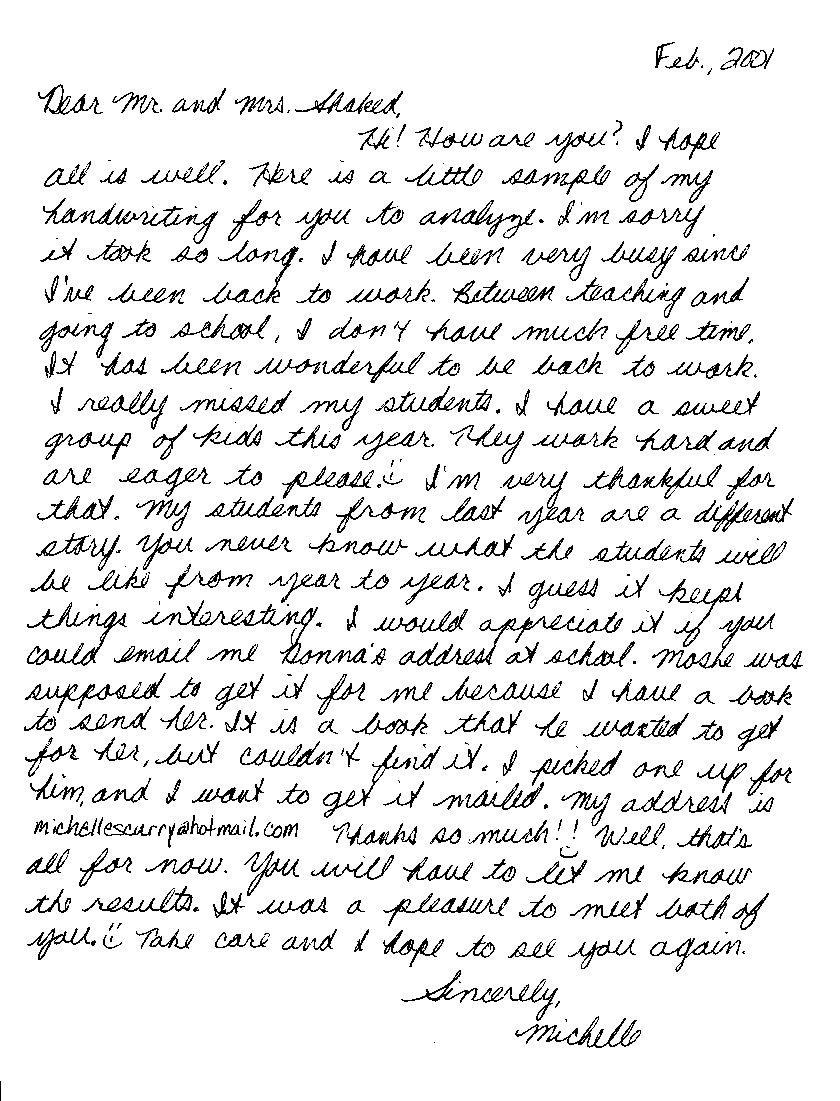 Feb., 2001
Dear Mr. and Mrs. Shaked,
Hi! How are you? I hope
all is well. Here is a little sample of my
handwriting for you to analyze. I'm sorry
it took so long. I have been very busy since
I've been back to work. Between teaching and
going to school, I don't have much free time.
It has been wonderful to be back to work.
I really missed my students. I have a sweet
group of kids this year. They work hard and
are eager to please. I'm very thankful for
that. My students from last year are a different
story. You never know what the students will
be like from year to year. I guess it keeps
things interesting. I would appreciate it if you
could email me Donna's address at school. Moshe was
supposed to get it for me because I have a book
to send her. It is a book that he wanted to get
for her, but couldn't find it. I picked one up for
him, and I want to get it mailed. My address is
michellescurry@hotmail.com Thanks so much!! Well, that's
all for now. You will have to let me know
the results. It was a pleasure to meet both of
you. Take care and I hope to see you again.
Sincerely,
Michelle